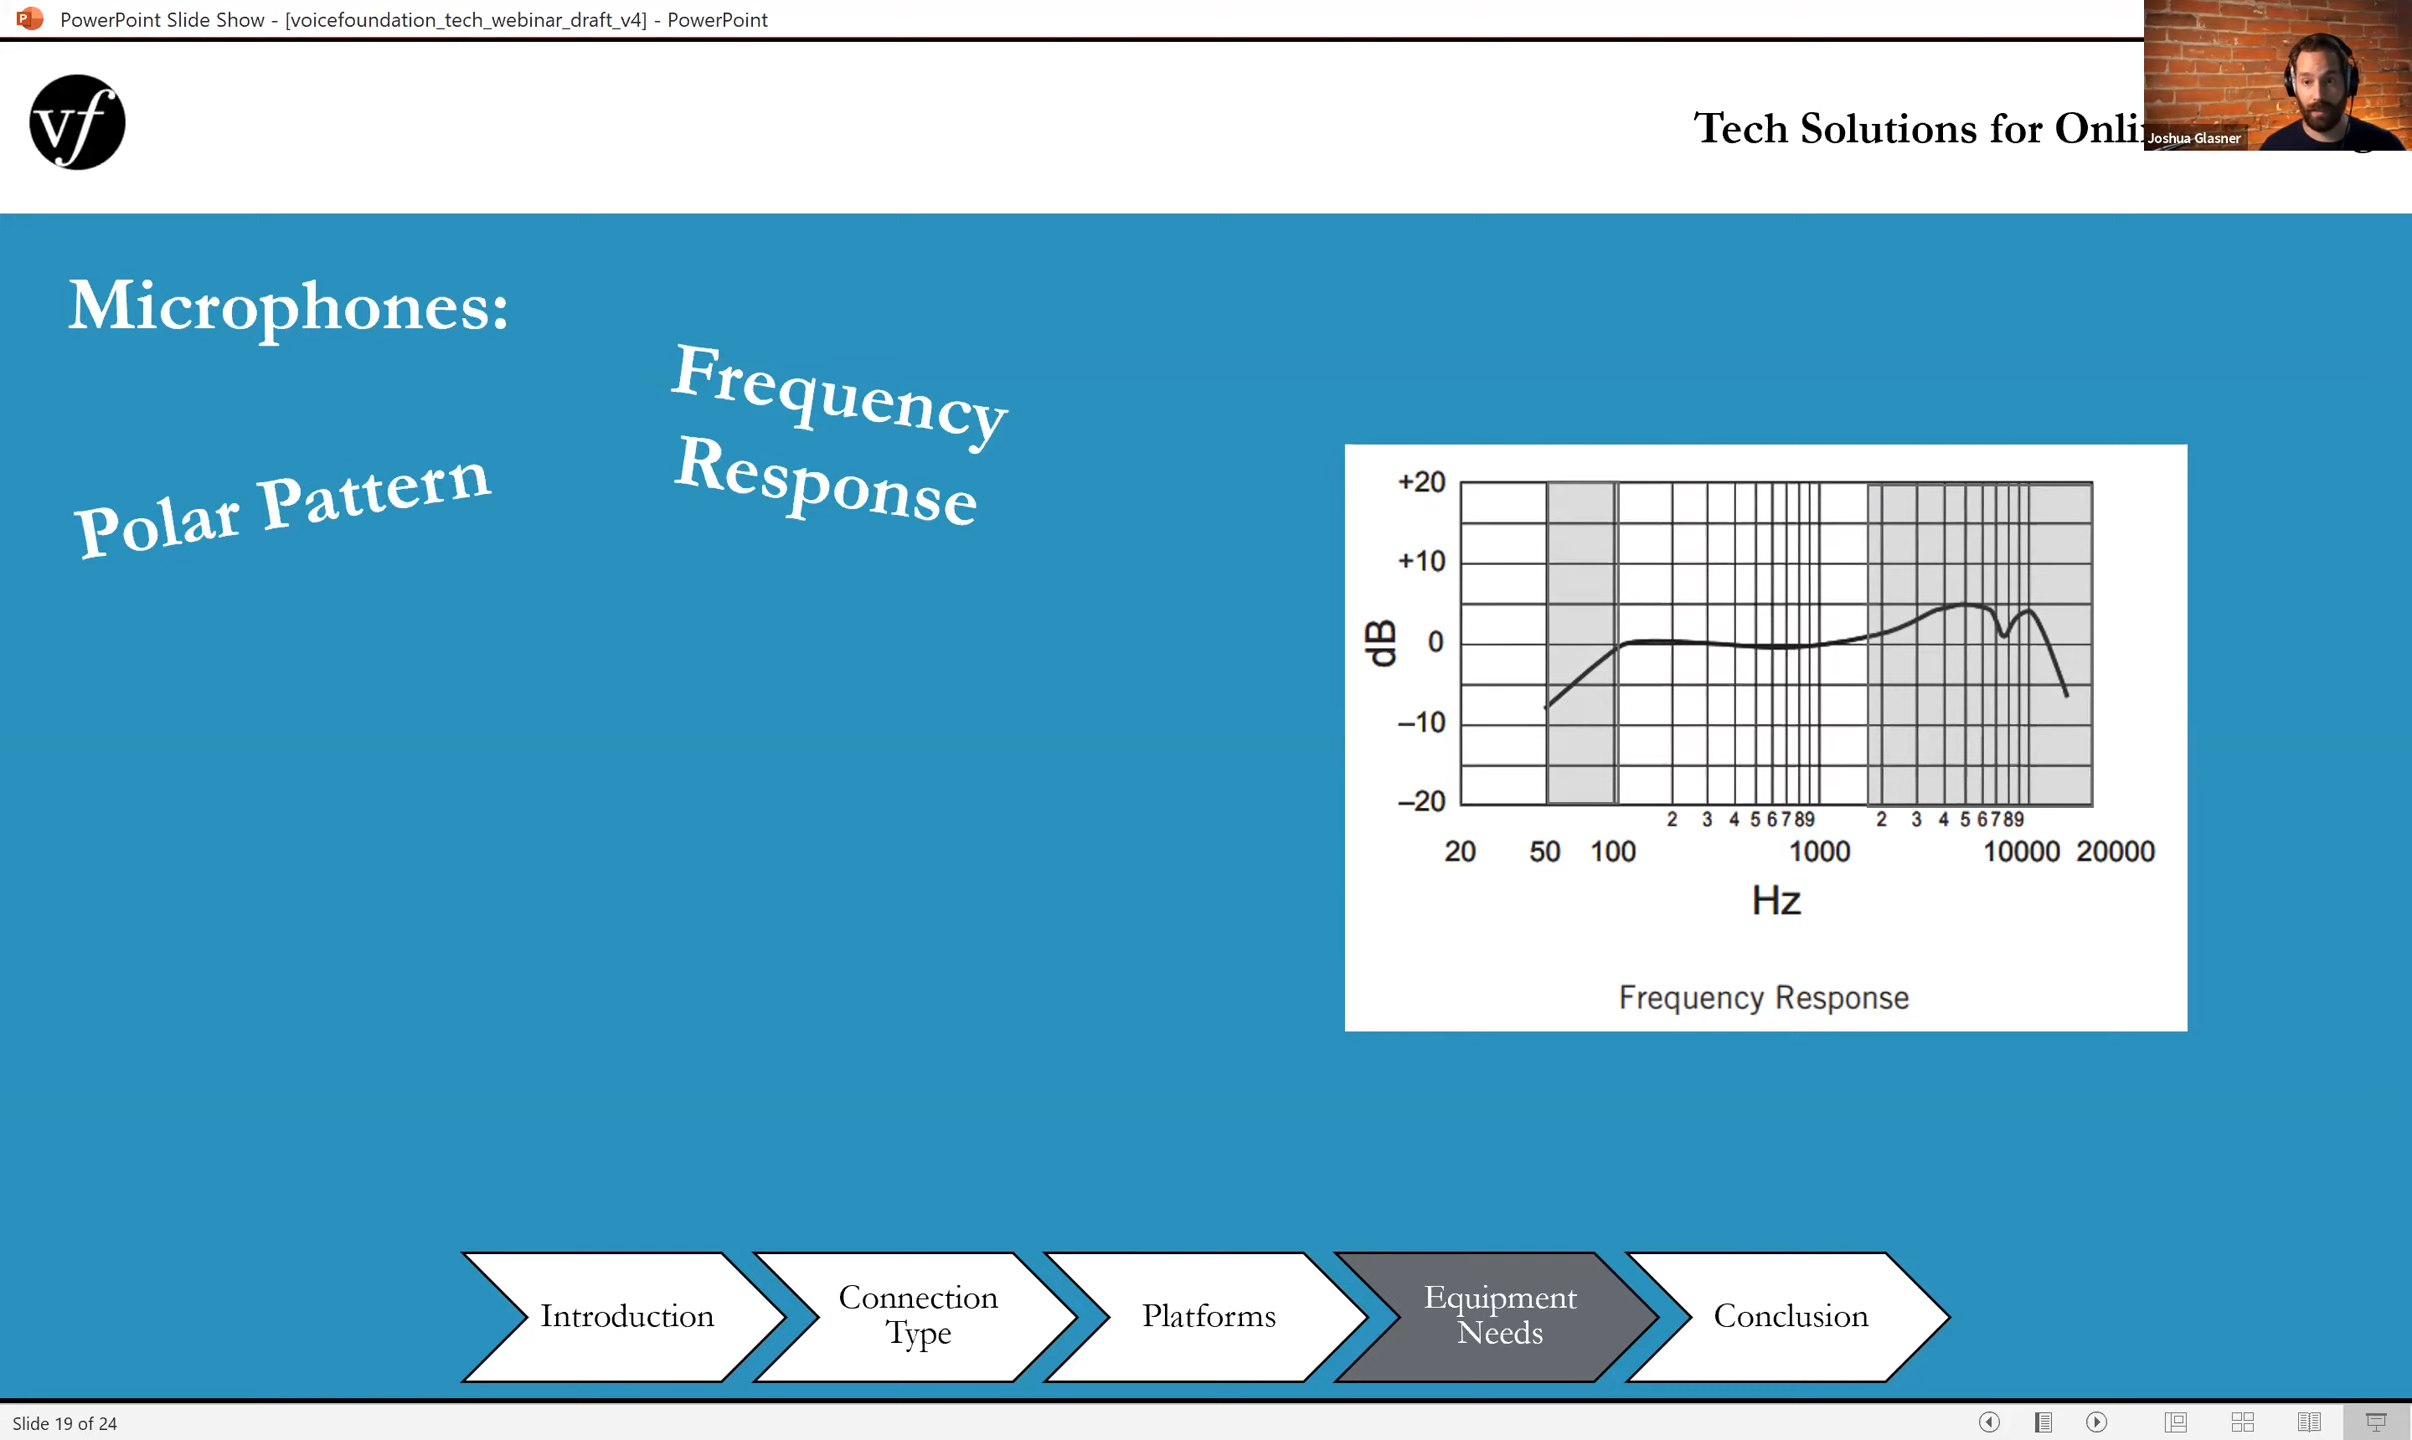 PowerPoint Slide Show - [voicefoundation_tech_webinar_draft_v4] - PowerPoint
vf
Tech Solutions for Onli
Joshua Glasner
Microphones:
Frequency
Response
Polar Pattern
+20
+10
0
–10
–20
dB
2 3 4 5 6 7 8 9 2 3 4 5 6 7 8 9
20 50 100 1000 10000 20000
Hz
Frequency Response
Introduction
Connection
Type
Platforms
Equipment
Needs
Conclusion
Slide 19 of 24